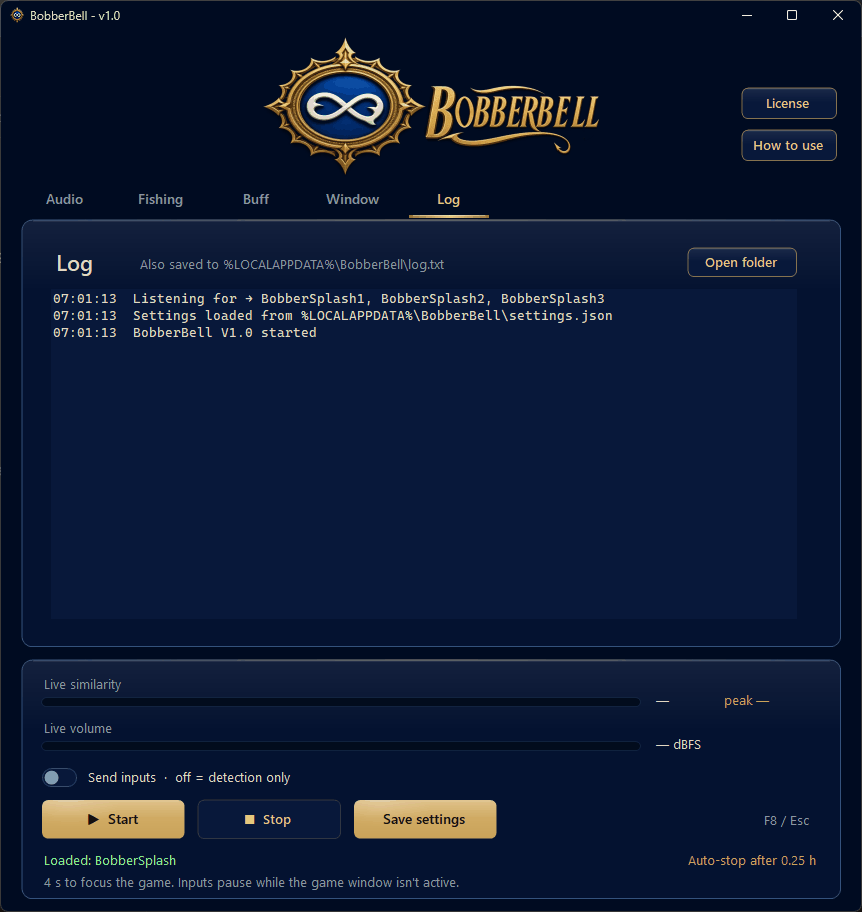 BobberBell - v1.0
BOBBERBELL
License
How to use
Audio Fishing Buff Window Log
Log Also saved to %LOCALAPPDATA%\BobberBell\log.txt Open folder
07:01:13 Listening for → BobberSplash1, BobberSplash2, BobberSplash3
07:01:13 Settings loaded from %LOCALAPPDATA%\BobberBell\settings.json
07:01:13 BobberBell V1.0 started
Live similarity
— peak —
Live volume
— dBFS
Send inputs · off = detection only
▶ Start ■ Stop Save settings F8 / Esc
Loaded: BobberSplash Auto-stop after 0.25 h
4 s to focus the game. Inputs pause while the game window isn't active.